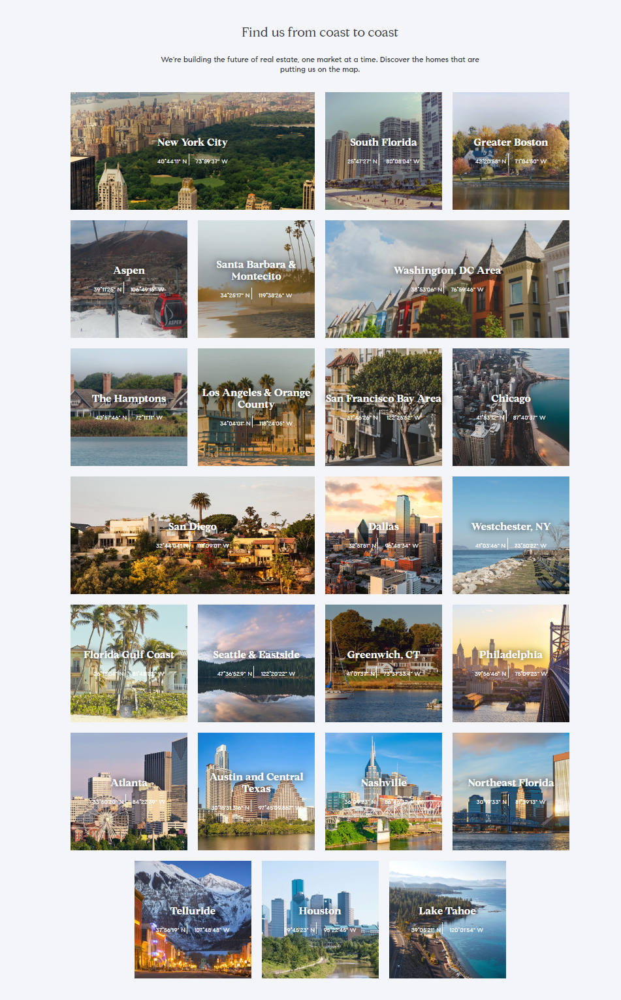 Find us from coast to coast
We're building the future of real estate, one market at a time. Discover the homes that are
putting us on the map.
New York City
40°44'11" N 73°59'37" W
South Florida
25°47'27" N 80°08'04" W
Greater Boston
42°20'58" N 71°04'50" W
Aspen
39°11'25" N 106°49'15" W
ASPEN
Santa Barbara &
Montecito
34°25'17" N 119°38'26" W
Washington, DC Area
38°53'06" N 76°59'46" W
The Hamptons
40°57'46" N 72°11'11" W
Los Angeles & Orange
County
34°04'01" N 118°24'05" W
San Francisco Bay Area
37°46'26" N 122°25'52" W
Chicago
41°53'12" N 87°40'37" W
San Diego
32°44'041 N 117°09'01" W
Dallas
32°51'51" N 96°48'34" W
Westchester, NY
41°03'46" N 73°50'27" W
Florida Gulf Coast
26°12'04" N 81°48'02" W
Seattle & Eastside
47°36'52.9" N 122°20'22" W
Greenwich, CT
41°01'37" N 73°37'33.4" W
Philadelphia
39°56'46" N 75°09'23" W
Atlanta
33°50'20" N 84°22'39" W
Austin and Central
Texas
30°15'31.316" N 97°45'09.867" W
Nashville
36°09'23" N W
Northeast Florida
30°19'33" N 81°39'13" W
Telluride
37°56'19" N 107°48'48" W
Houston
29°45'23" N 95°22'45" W
Lake Tahoe
39°05'21" N 120°01'54" W